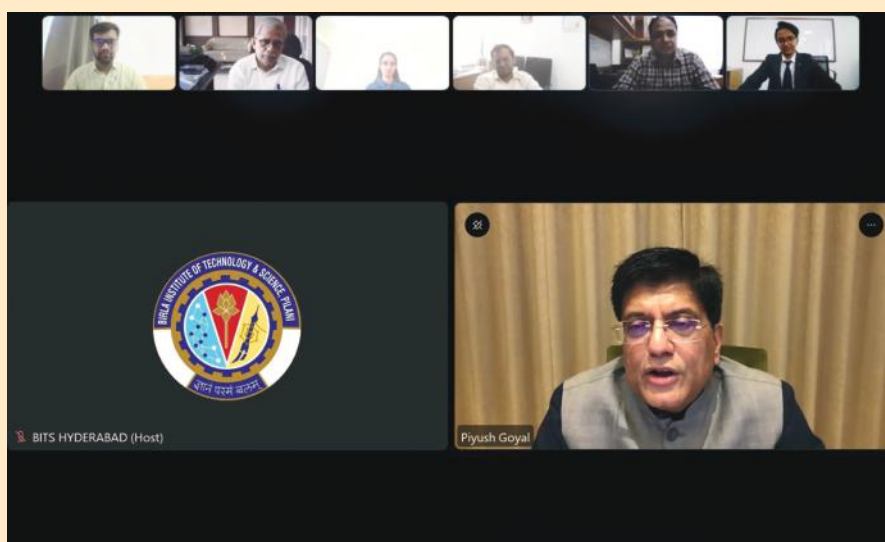 BIRLA INSTITUTE OF TECHNOLOGY & SCIENCE, PILANI
ज्ञानं परमं बलम्
BITS HYDERABAD (Host)
Piyush Goyal